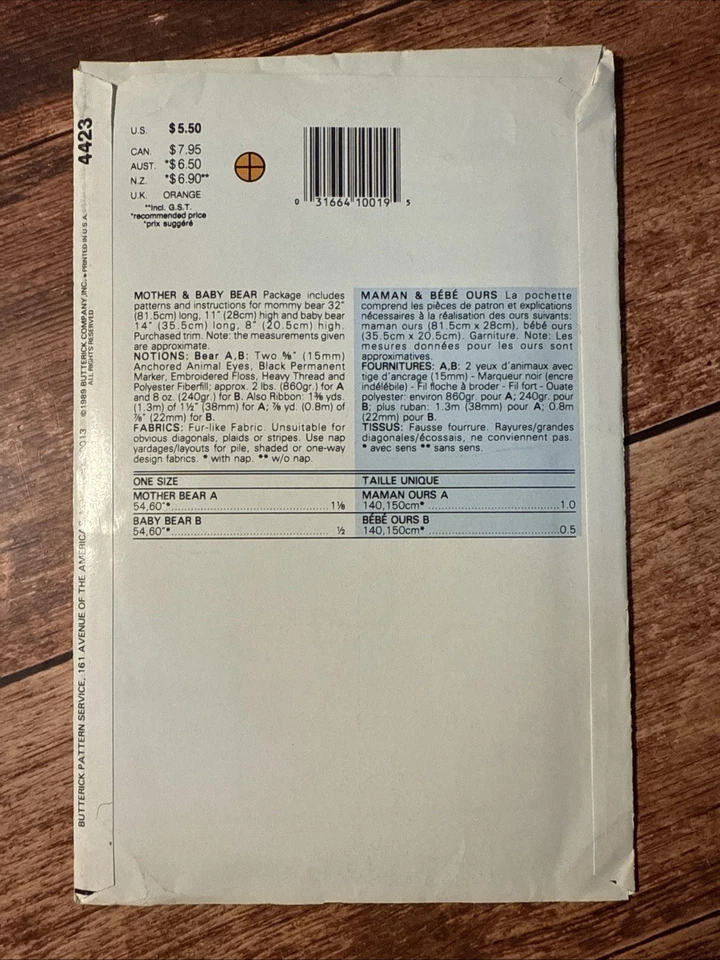 4423
©1989 BUTTERICK COMPANY, INC. • PRINTED IN U.S.A.
ALL RIGHTS RESERVED
BUTTERICK PATTERN SERVICE, 161 AVENUE OF THE
U.S. $5.50
CAN. $7.95
AUST. *$6.50
N.Z. *$6.90**
U.K. ORANGE
**Incl. G.S.T.
*recommended price
*prix suggéré
0 31664 10019 5
MOTHER & BABY BEAR Package includes
patterns and instructions for mommy bear 32"
(81.5cm) long, 11" (28cm) high and baby bear
14" (35.5cm) long, 8" (20.5cm) high.
Purchased trim. Note: the measurements given
are approximate.
NOTIONS: Bear A,B: Two ⅝" (15mm)
Anchored Animal Eyes, Black Permanent
Marker, Embroidered Floss, Heavy Thread and
Polyester Fiberfill; approx. 2 lbs. (860gr.) for A
and 8 oz. (240gr.) for B. Also Ribbon: 1⅜ yds.
(1.3m) of 1½" (38mm) for A; ⅞ yd. (0.8m) of
⅞" (22mm) for B.
FABRICS: Fur-like Fabric. Unsuitable for
obvious diagonals, plaids or stripes. Use nap
yardages/layouts for pile, shaded or one-way
design fabrics. * with nap. ** w/o nap.
ONE SIZE
MOTHER BEAR A
54,60"* 1⅛
BABY BEAR B
54,60"* ½
MAMAN & BÉBÉ OURS La pochette
comprend les pièces de patron et explications
nécessaires à la réalisation des ours suivants:
maman ours (81.5cm x 28cm), bébé ours
(35.5cm x 20.5cm). Garniture. Note: Les
mesures données pour les ours sont
approximatives.
FOURNITURES: A,B: 2 yeux d'animaux avec
tige d'ancrage (15mm) - Marqueur noir (encre
indélébile) - Fil floche à broder - Fil fort - Ouate
polyester: environ 860gr. pour A; 240gr. pour
B; plus ruban: 1.3m (38mm) pour A; 0.8m
(22mm) pour B.
TISSUS: Fausse fourrure. Rayures/grandes
diagonales/écossais, ne conviennent pas.
* avec sens ** sans sens.
TAILLE UNIQUE
MAMAN OURS A
140,150cm* 1.0
BÉBÉ OURS B
140,150cm* 0.5